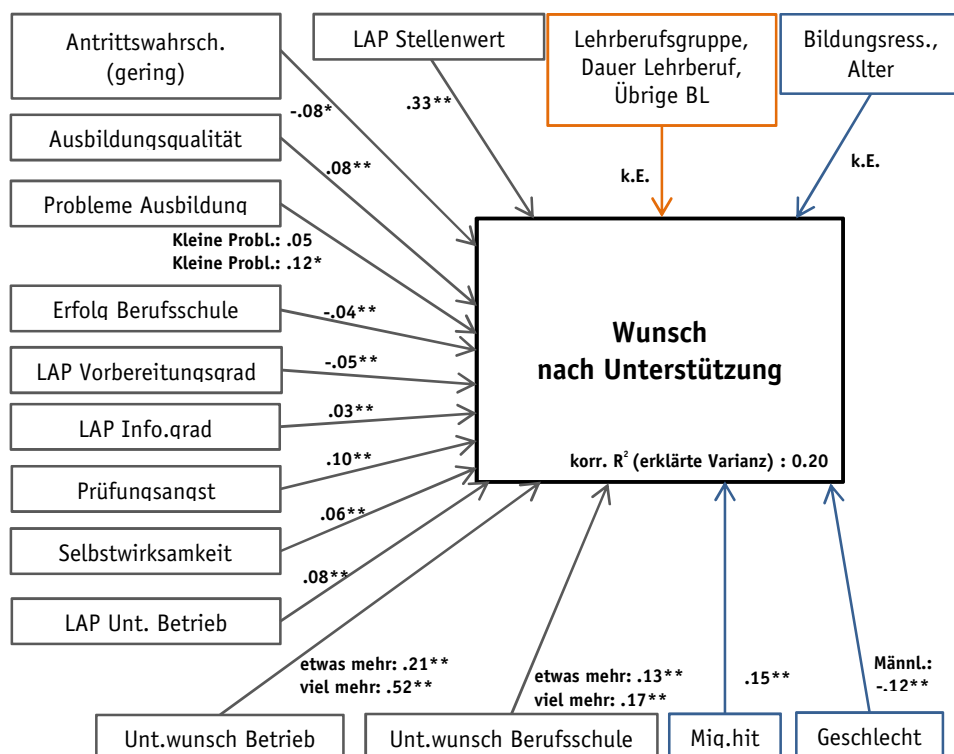 Antrittswahrsch.
(gering)
LAP Stellenwert
Lehrberufsgruppe,
Dauer Lehrberuf,
Übrige BL
Bildungsress.,
Alter
-.08*
.33**
Ausbildungsqualität
.08**
k.E.
k.E.
Probleme Ausbildung
Kleine Probl.: .05
Kleine Probl.: .12*
Erfolg Berufsschule
-.04**
LAP Vorbereitungsgrad
-.05**
LAP Info.grad
.03**
Prüfungsangst
.10**
Selbstwirksamkeit
.06**
LAP Unt. Betrieb
.08**
Wunsch
nach Unterstützung
korr. R² (erklärte Varianz) : 0.20
etwas mehr: .21**
viel mehr: .52**
etwas mehr: .13**
viel mehr: .17**
.15**
Männl.:
-.12**
Unt.wunsch Betrieb
Unt.wunsch Berufsschule
Mig.hit
Geschlecht